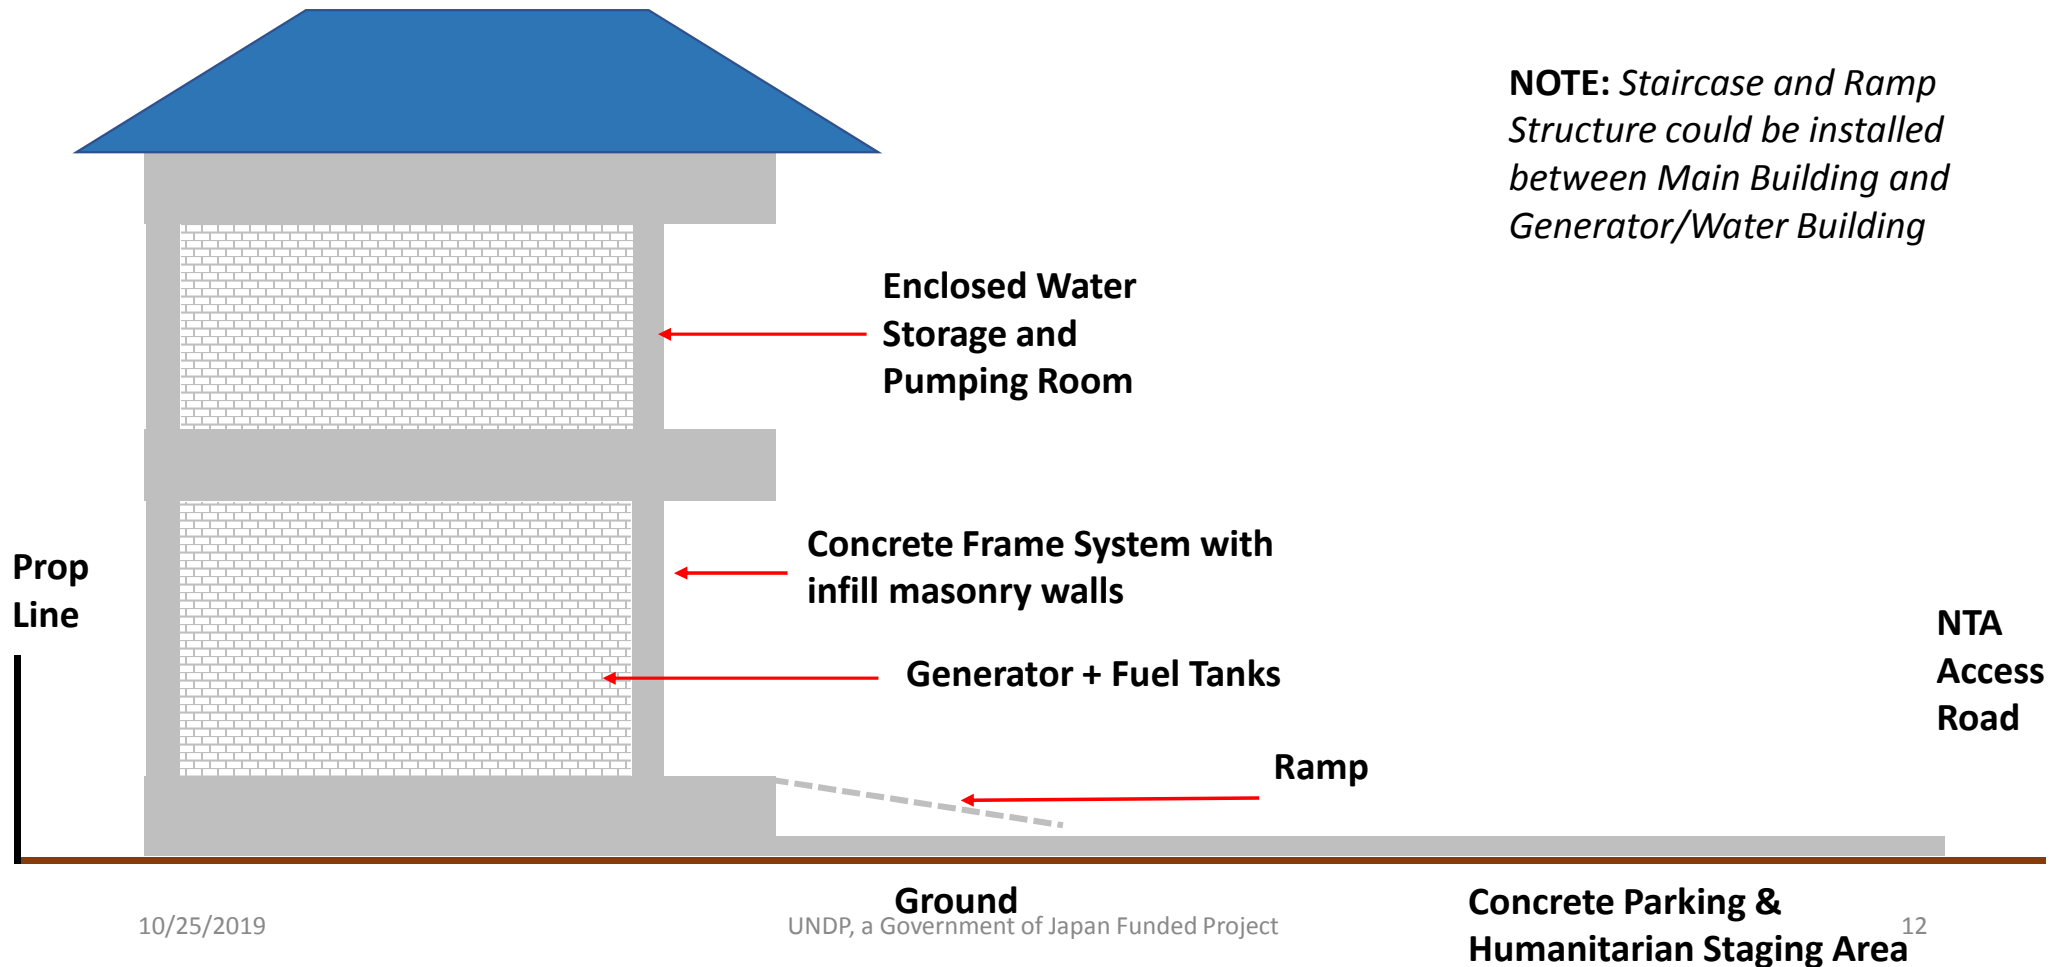 NOTE: Staircase and Ramp
Structure could be installed
between Main Building and
Generator/Water Building
Enclosed Water
Storage and
Pumping Room
Concrete Frame System with
infill masonry walls
Prop
Line
Generator + Fuel Tanks
NTA
Access
Road
Ramp
Ground
Concrete Parking &
Humanitarian Staging Area
10/25/2019
UNDP, a Government of Japan Funded Project
12